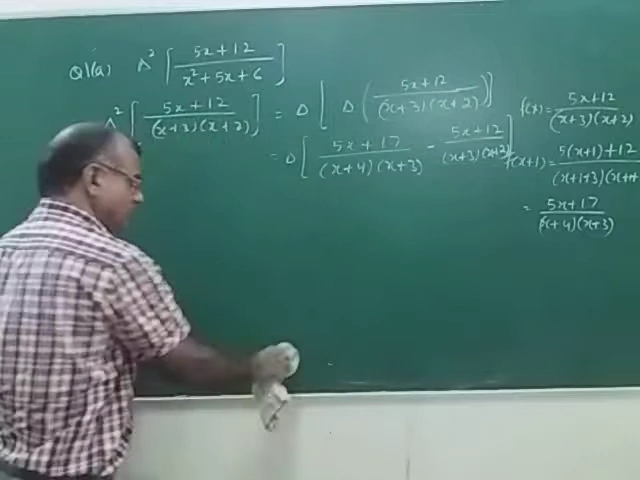 Q1(a) Δ² [ (5x+12)/(x²+5x+6) ]
Δ² [ (5x+12)/((x+3)(x+2)) ] = Δ [ Δ ( (5x+12)/((x+3)(x+2)) ) ]
= Δ [ (5x+17)/((x+4)(x+3)) - (5x+12)/((x+3)(x+2)) ]
f(x) = (5x+12)/((x+3)(x+2))
f(x+1) = (5(x+1)+12)/((x+1+3)(x+
= (5x+17)/((x+4)(x+3))